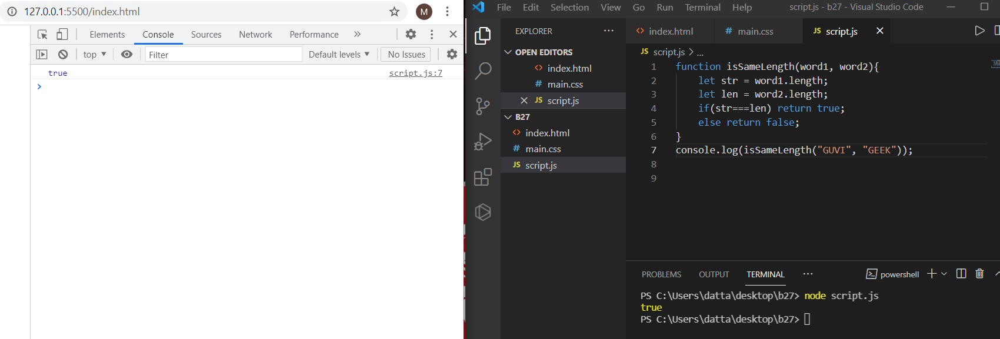 127.0.0.1:5500/index.html
M
Elements Console Sources Network Performance »
top ▼ Filter Default levels ▼ No Issues
true script.js:7
>
File Edit Selection View Go Run Terminal Help script.js - b27 - Visual Studio Code
EXPLORER ...
OPEN EDITORS
<> index.html
# main.css
JS script.js
B27
<> index.html
# main.css
JS script.js
<> index.html # main.css JS script.js
JS script.js > ...
1 function isSameLength(word1, word2){
2 let str = word1.length;
3 let len = word2.length;
4 if(str===len) return true;
5 else return false;
6 }
7 console.log(isSameLength("GUVI", "GEEK"));
8
9
PROBLEMS OUTPUT TERMINAL ... powershell
PS C:\Users\datta\desktop\b27> node script.js
true
PS C:\Users\datta\desktop\b27>